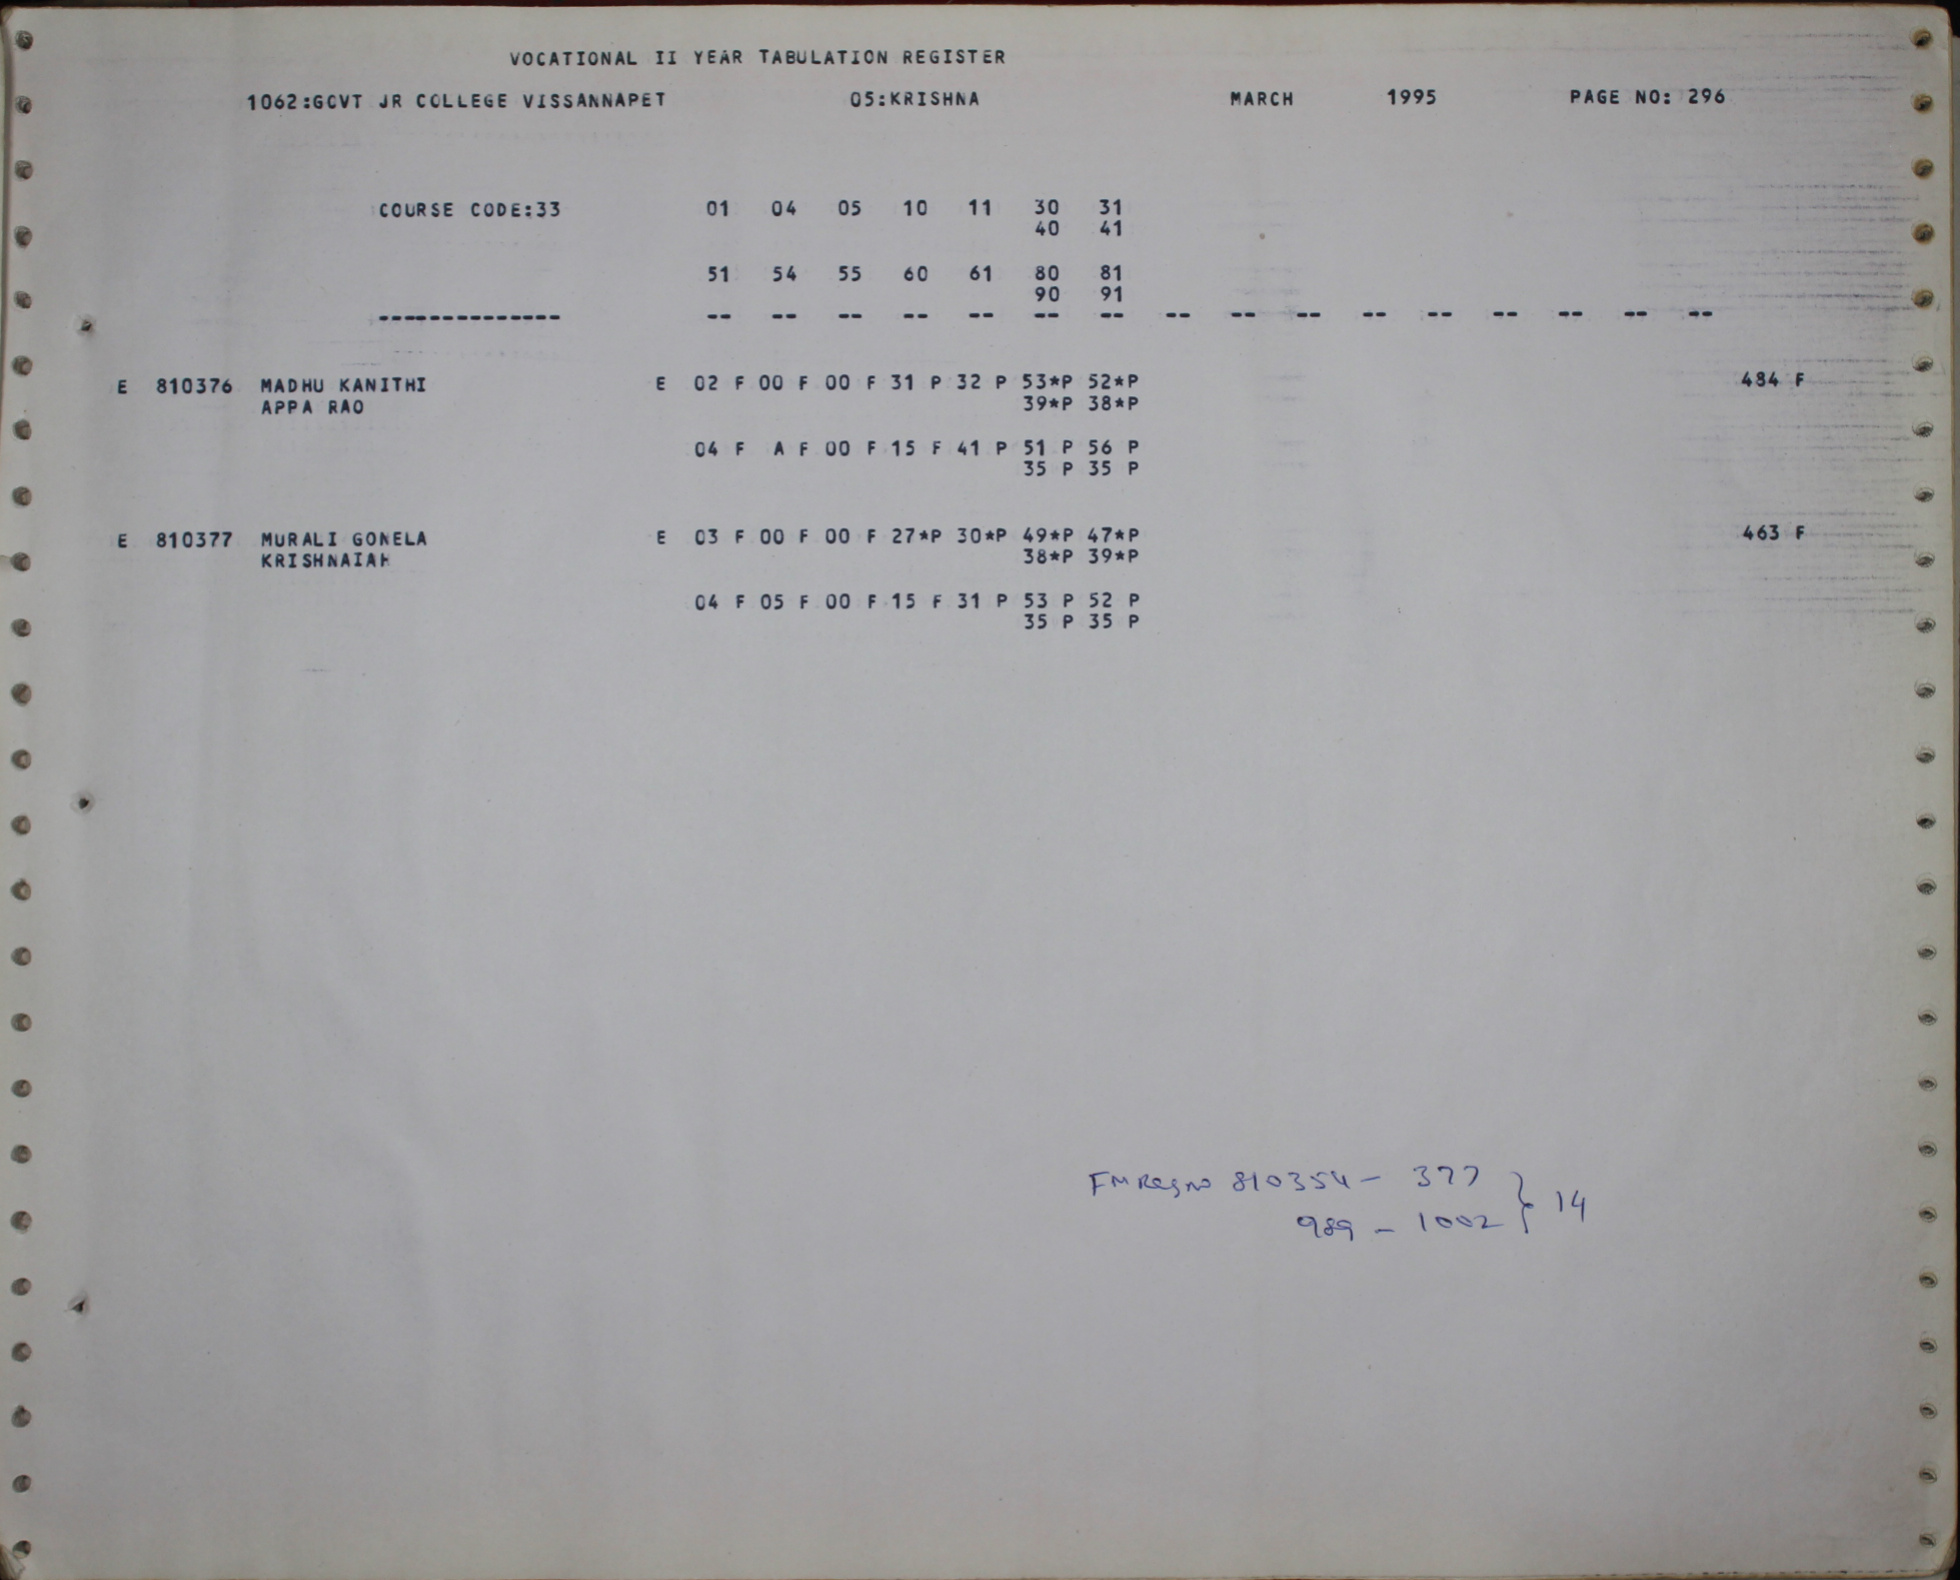 VOCATIONAL II YEAR TABULATION REGISTER
1062:GOVT JR COLLEGE VISSANNAPET 05:KRISHNA MARCH 1995 PAGE NO: 296
COURSE CODE:33 01 04 05 10 11 30 31
40 41
51 54 55 60 61 80 81
90 91
-------------- -- -- -- -- -- -- -- -- -- -- -- -- -- -- -- --
E 810376 MADHU KANITHI E 02 F 00 F 00 F 31 P 32 P 53*P 52*P 484 F
APPA RAO 39*P 38*P
04 F A F 00 F 15 F 41 P 51 P 56 P
35 P 35 P
E 810377 MURALI GONELA E 03 F 00 F 00 F 27*P 30*P 49*P 47*P 463 F
KRISHNAIAH 38*P 39*P
04 F 05 F 00 F 15 F 31 P 53 P 52 P
35 P 35 P
FM Reg no 810354 - 377
989 - 1002 } 14